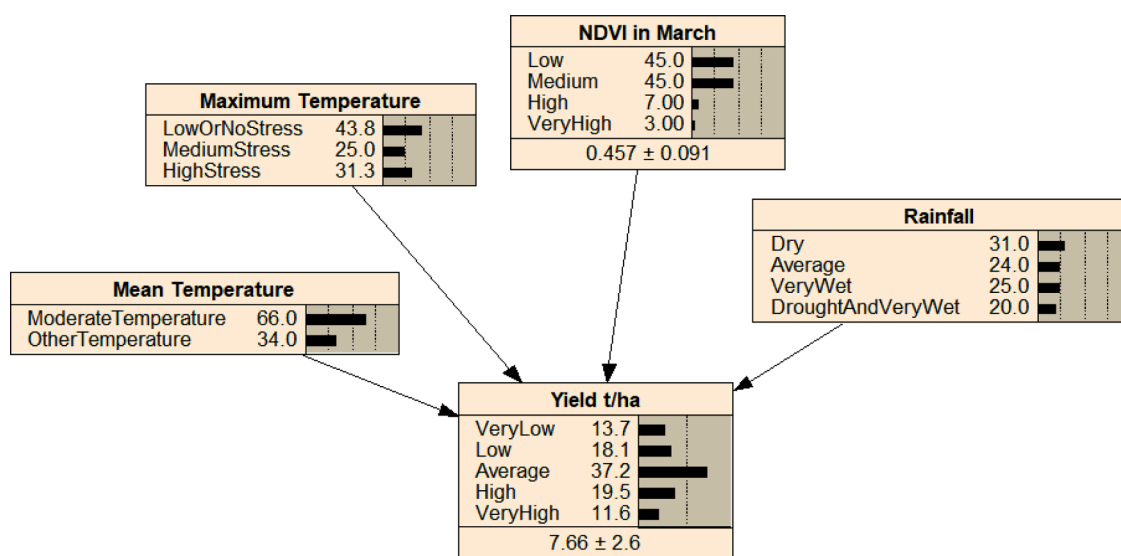 NDVI in March
Low 45.0
Medium 45.0
High 7.00
VeryHigh 3.00
0.457 ± 0.091
Maximum Temperature
LowOrNoStress 43.8
MediumStress 25.0
HighStress 31.3
Rainfall
Dry 31.0
Average 24.0
VeryWet 25.0
DroughtAndVeryWet 20.0
Mean Temperature
ModerateTemperature 66.0
OtherTemperature 34.0
Yield t/ha
VeryLow 13.7
Low 18.1
Average 37.2
High 19.5
VeryHigh 11.6
7.66 ± 2.6